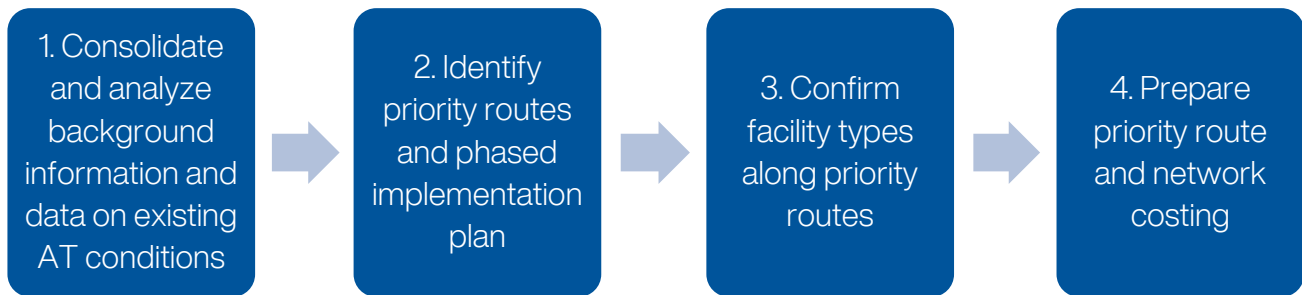 1. Consolidate
and analyze
background
information and
data on existing
AT conditions
2. Identify
priority routes
and phased
implementation
plan
3. Confirm
facility types
along priority
routes
4. Prepare
priority route
and network
costing